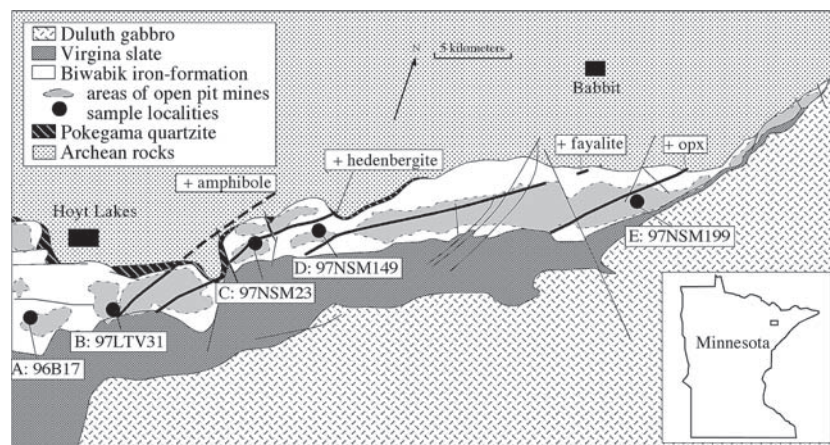 Duluth gabbro
Virgina slate
Biwabik iron-formation
areas of open pit mines
sample localities
Pokegama quartzite
Archean rocks
N
5 kilometers
Babbit
+ fayalite
+ opx
+ hedenbergite
+ amphibole
Hoyt Lakes
E: 97NSM199
D: 97NSM149
C: 97NSM23
B: 97LTV31
A: 96B17
Minnesota